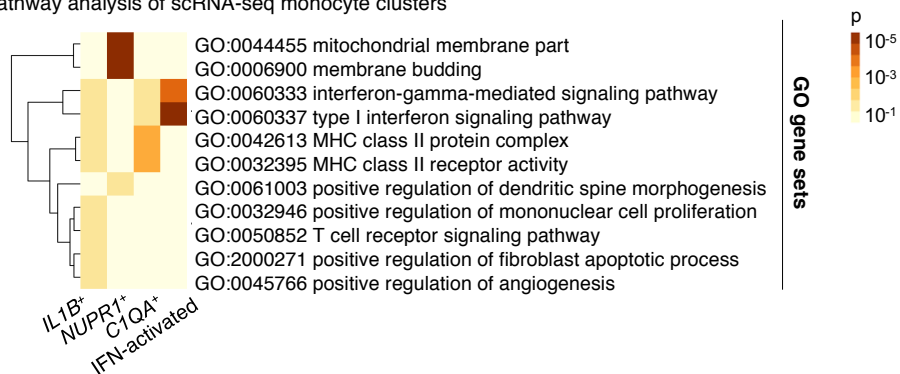 athway analysis of scRNA-seq monocyte clusters
GO:0044455 mitochondrial membrane part
GO:0006900 membrane budding
GO:0060333 interferon-gamma-mediated signaling pathway
GO:0060337 type I interferon signaling pathway
GO:0042613 MHC class II protein complex
GO:0032395 MHC class II receptor activity
GO:0061003 positive regulation of dendritic spine morphogenesis
GO:0032946 positive regulation of mononuclear cell proliferation
GO:0050852 T cell receptor signaling pathway
GO:2000271 positive regulation of fibroblast apoptotic process
GO:0045766 positive regulation of angiogenesis
IL1B⁺
NUPR1⁺
C1QA⁺
IFN-activated
GO gene sets
p
10⁻⁵
10⁻³
10⁻¹